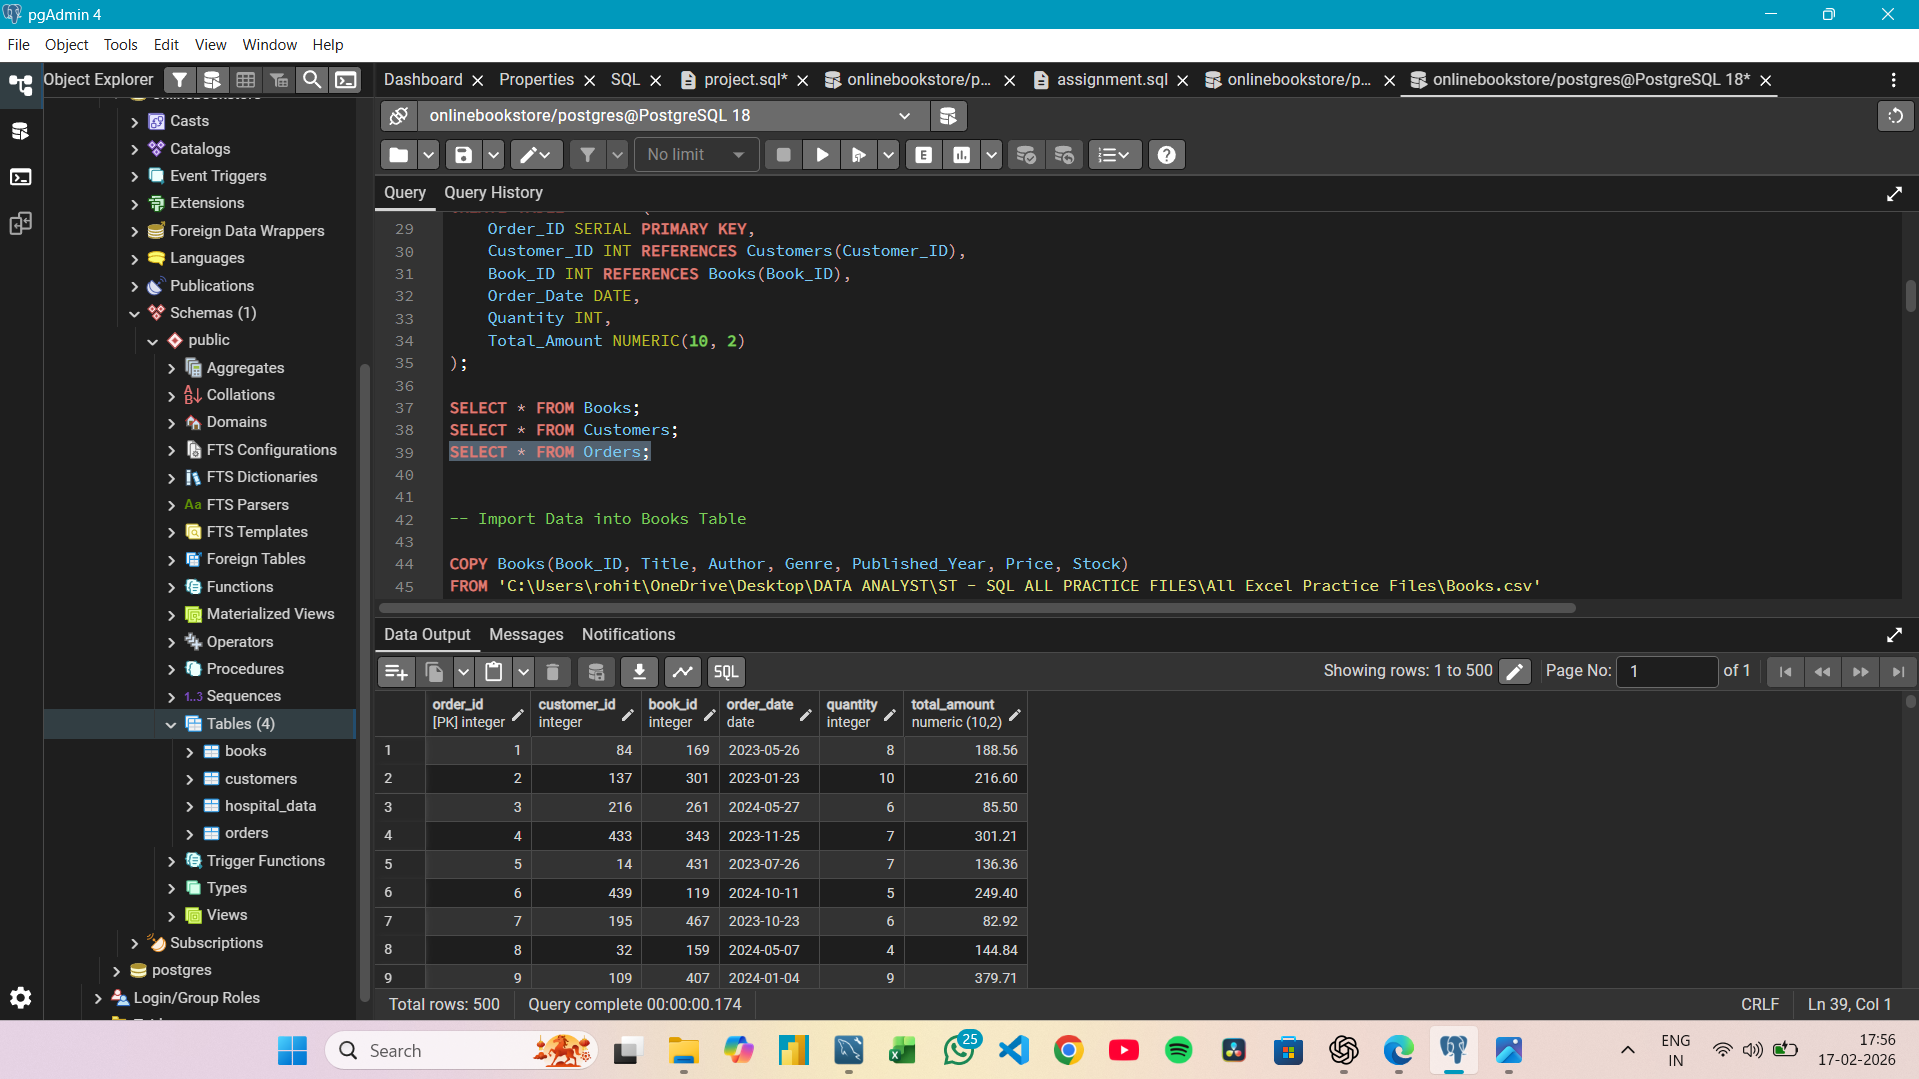 pgAdmin 4
File Object Tools Edit View Window Help
Object Explorer
Dashboard Properties SQL project.sql* onlinebookstore/p... assignment.sql onlinebookstore/p... onlinebookstore/postgres@PostgreSQL 18*
onlinebookstore/postgres@PostgreSQL 18
No limit
Query Query History
Casts
Catalogs
Event Triggers
Extensions
Foreign Data Wrappers
Languages
Publications
Schemas (1)
public
Aggregates
Collations
Domains
FTS Configurations
FTS Dictionaries
Aa FTS Parsers
FTS Templates
Foreign Tables
Functions
Materialized Views
Operators
Procedures
1..3 Sequences
Tables (4)
books
customers
hospital_data
orders
Trigger Functions
Types
Views
Subscriptions
postgres
Login/Group Roles
29 Order_ID SERIAL PRIMARY KEY,
30 Customer_ID INT REFERENCES Customers(Customer_ID),
31 Book_ID INT REFERENCES Books(Book_ID),
32 Order_Date DATE,
33 Quantity INT,
34 Total_Amount NUMERIC(10, 2)
35 );
36
37 SELECT * FROM Books;
38 SELECT * FROM Customers;
39 SELECT * FROM Orders;
40
41
42 -- Import Data into Books Table
43
44 COPY Books(Book_ID, Title, Author, Genre, Published_Year, Price, Stock)
45 FROM 'C:\Users\rohit\OneDrive\Desktop\DATA ANALYST\ST - SQL ALL PRACTICE FILES\All Excel Practice Files\Books.csv'
Data Output Messages Notifications
SQL Showing rows: 1 to 500 Page No: 1 of 1
order_id customer_id book_id order_date quantity total_amount
[PK] integer integer integer date integer numeric (10,2)
1 1 84 169 2023-05-26 8 188.56
2 2 137 301 2023-01-23 10 216.60
3 3 216 261 2024-05-27 6 85.50
4 4 433 343 2023-11-25 7 301.21
5 5 14 431 2023-07-26 7 136.36
6 6 439 119 2024-10-11 5 249.40
7 7 195 467 2023-10-23 6 82.92
8 8 32 159 2024-05-07 4 144.84
9 9 109 407 2024-01-04 9 379.71
Total rows: 500 Query complete 00:00:00.174 CRLF Ln 39, Col 1
Search 25 ENG IN 17:56
17-02-2026